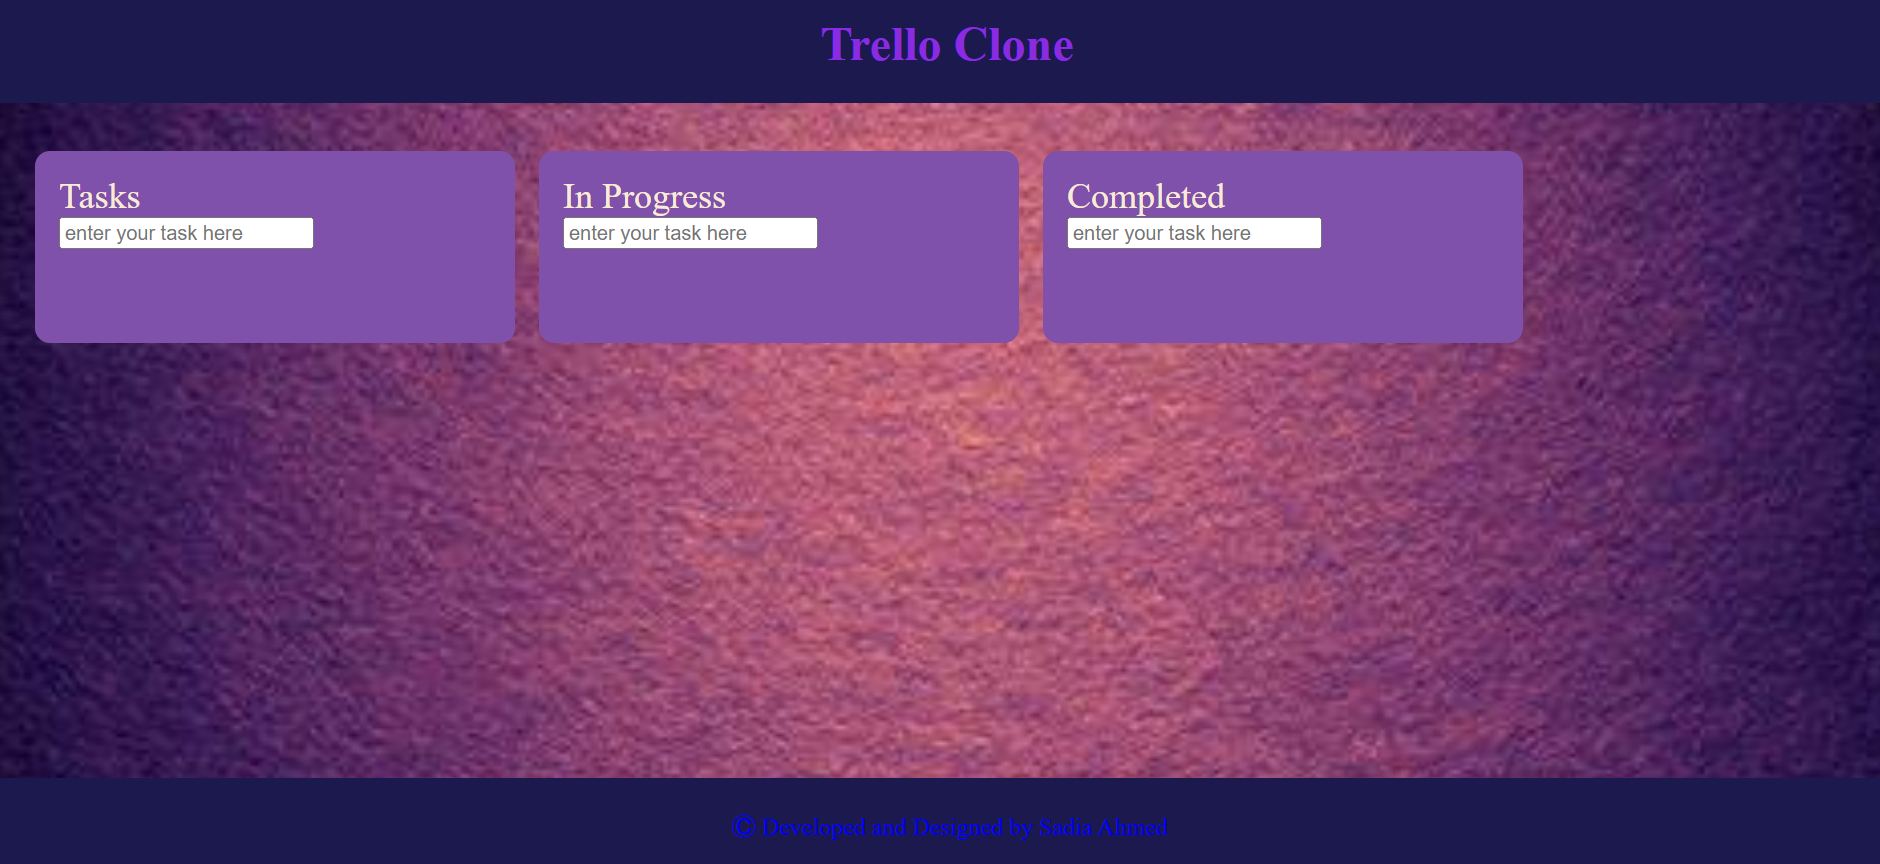 Trello Clone
Tasks
enter your task here
In Progress
enter your task here
Completed
enter your task here
© Developed and Designed by Sadia Ahmed